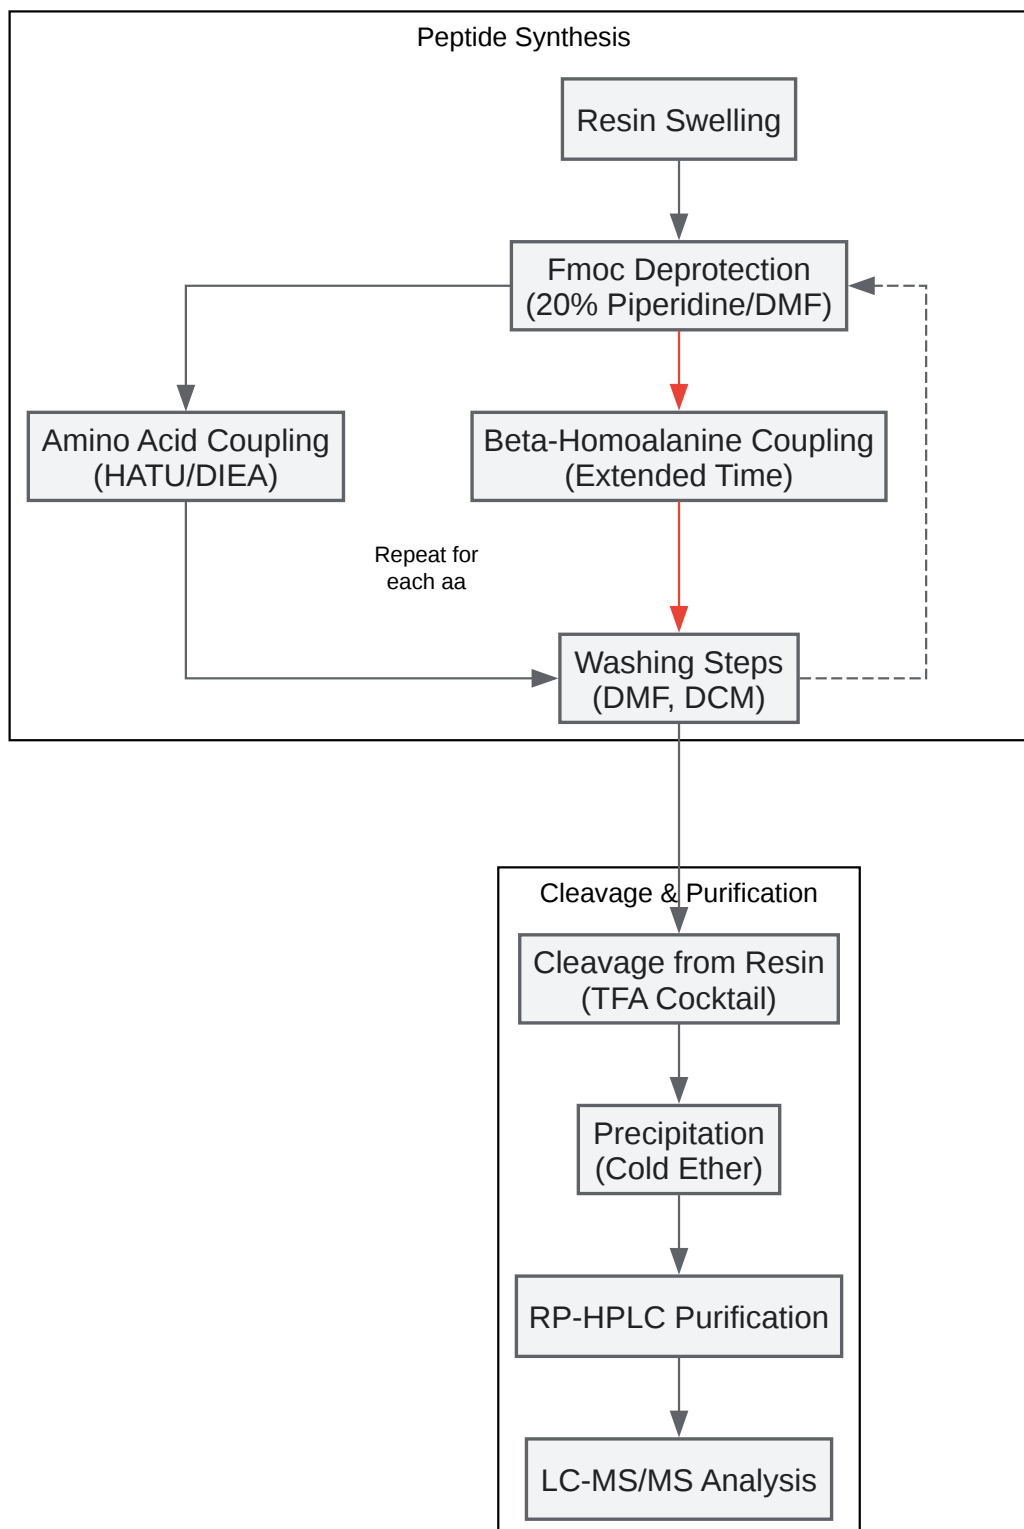 Peptide Synthesis
Resin Swelling
Fmoc Deprotection
(20% Piperidine/DMF)
Amino Acid Coupling
(HATU/DIEA)
Beta-Homoalanine Coupling
(Extended Time)
Repeat for
each aa
Washing Steps
(DMF, DCM)
Cleavage & Purification
Cleavage from Resin
(TFA Cocktail)
Precipitation
(Cold Ether)
RP-HPLC Purification
LC-MS/MS Analysis